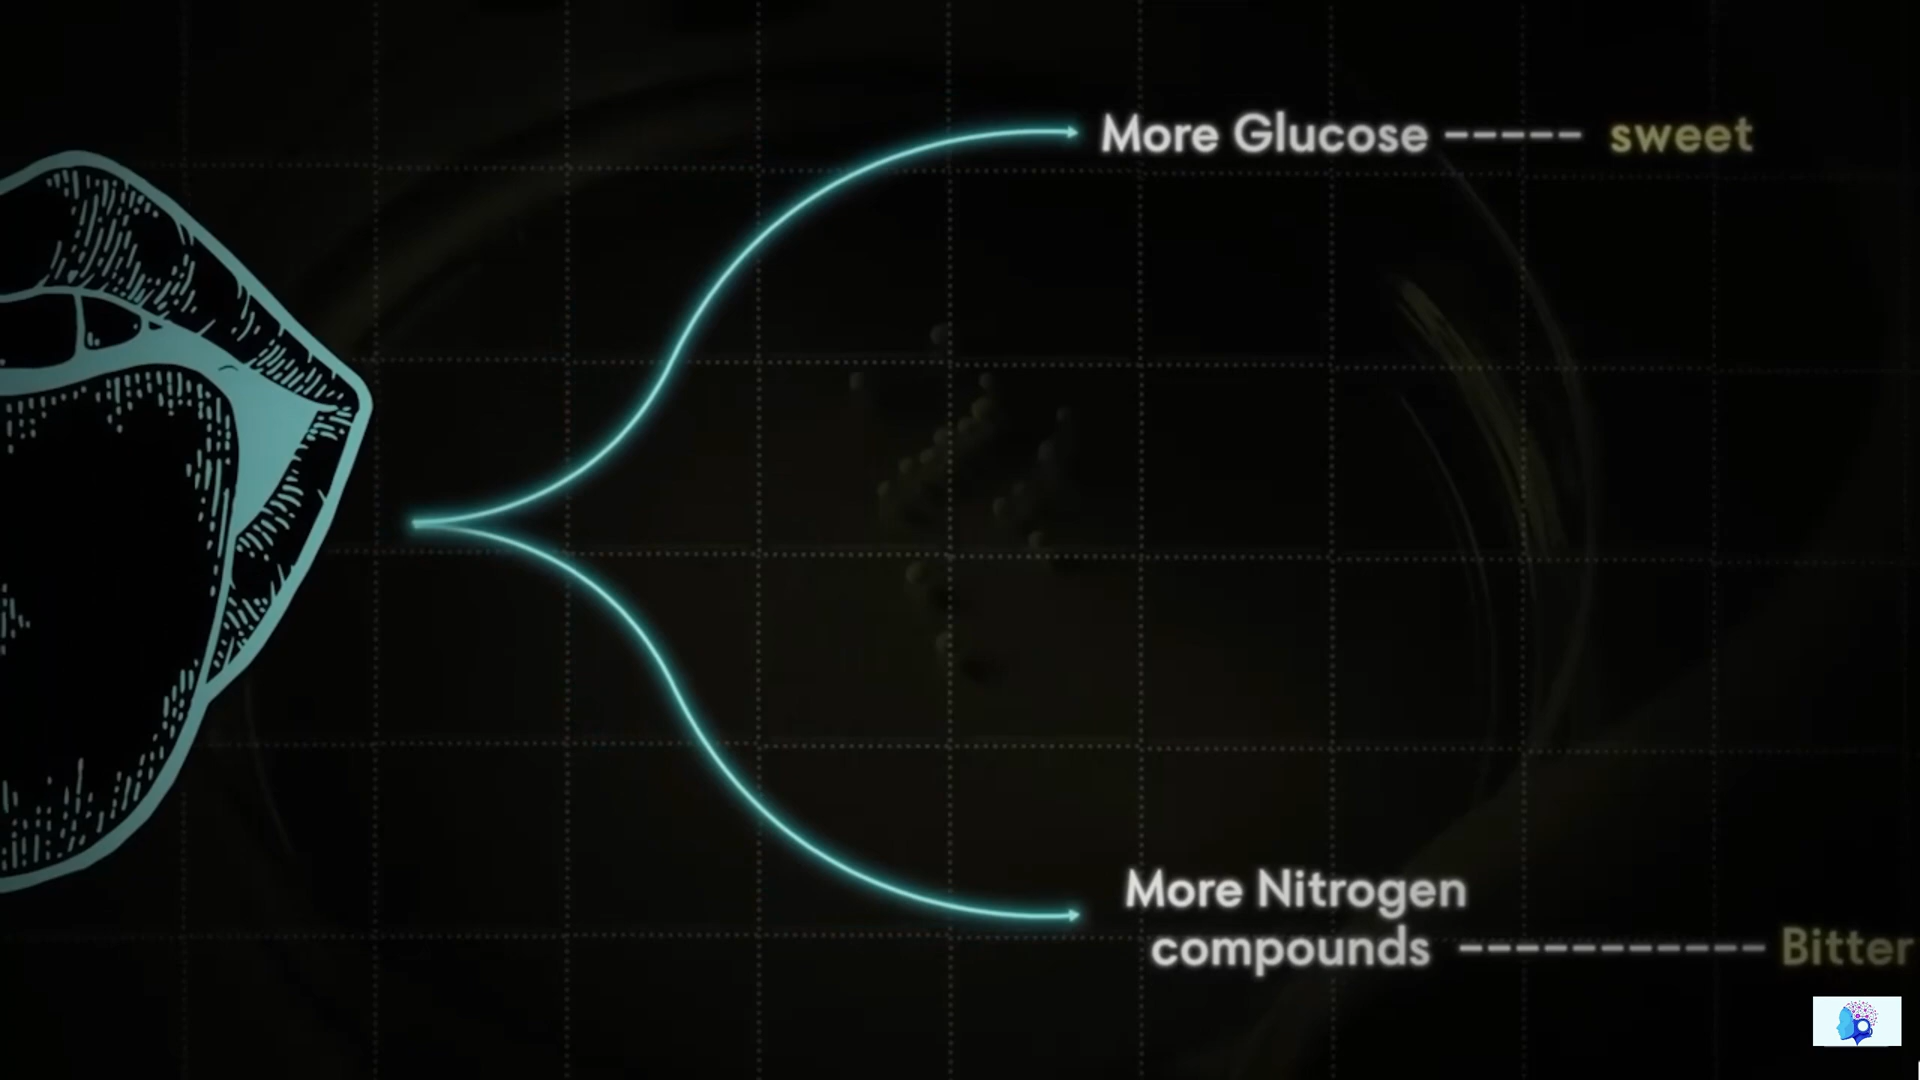 More Glucose ----- sweet
More Nitrogen
compounds ----------- Bitter